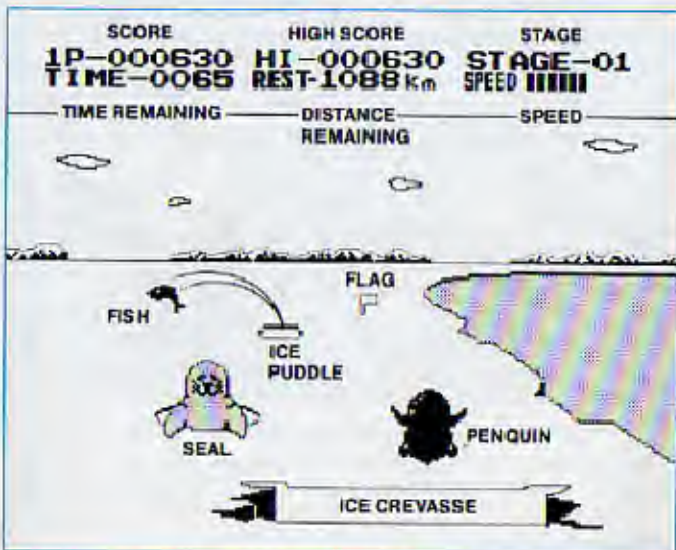 SCORE HIGH SCORE STAGE
1P-000630 HI-000630 STAGE-01
TIME-0065 REST-1088km SPEED
TIME REMAINING DISTANCE REMAINING SPEED
FLAG
FISH
ICE PUDDLE
SEAL
PENQUIN
ICE CREVASSE